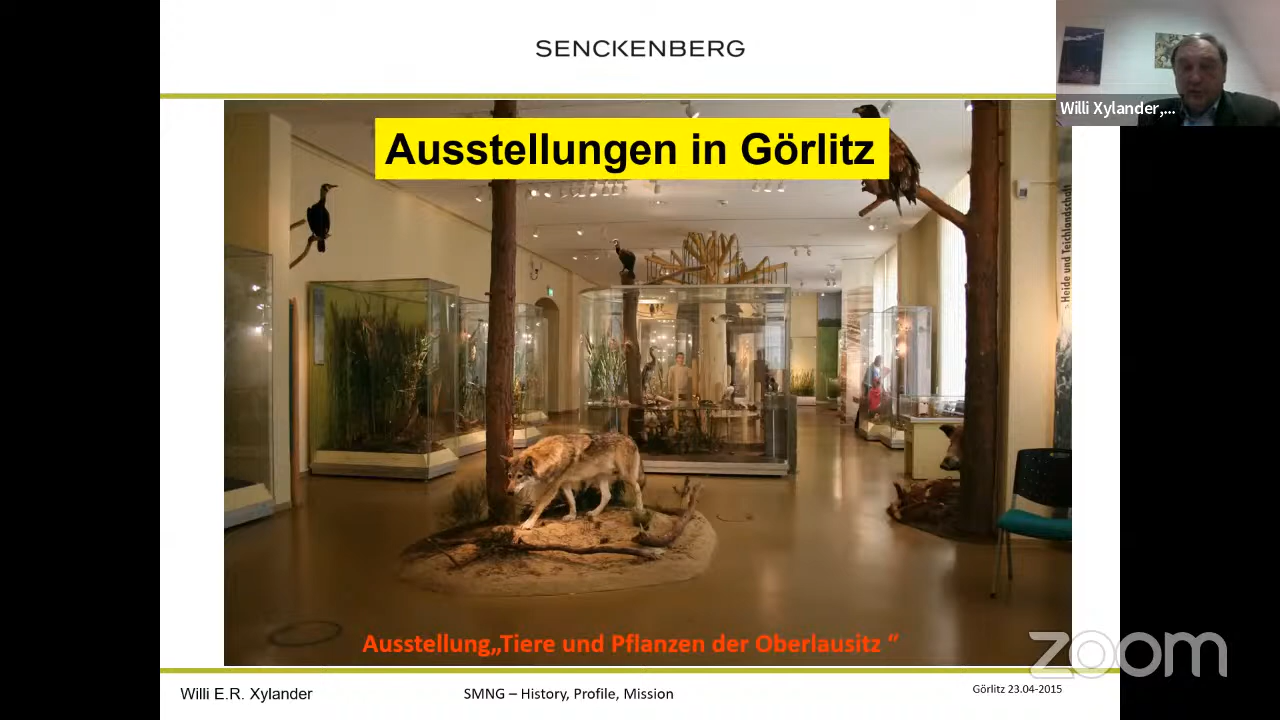 SENCKENBERG
Willi Xylander,...
Ausstellungen in Görlitz
Heide und Teichlandschaft
Ausstellung„Tiere und Pflanzen der Oberlausitz “
zoom
Willi E.R. Xylander
SMNG – History, Profile, Mission
Görlitz 23.04-2015